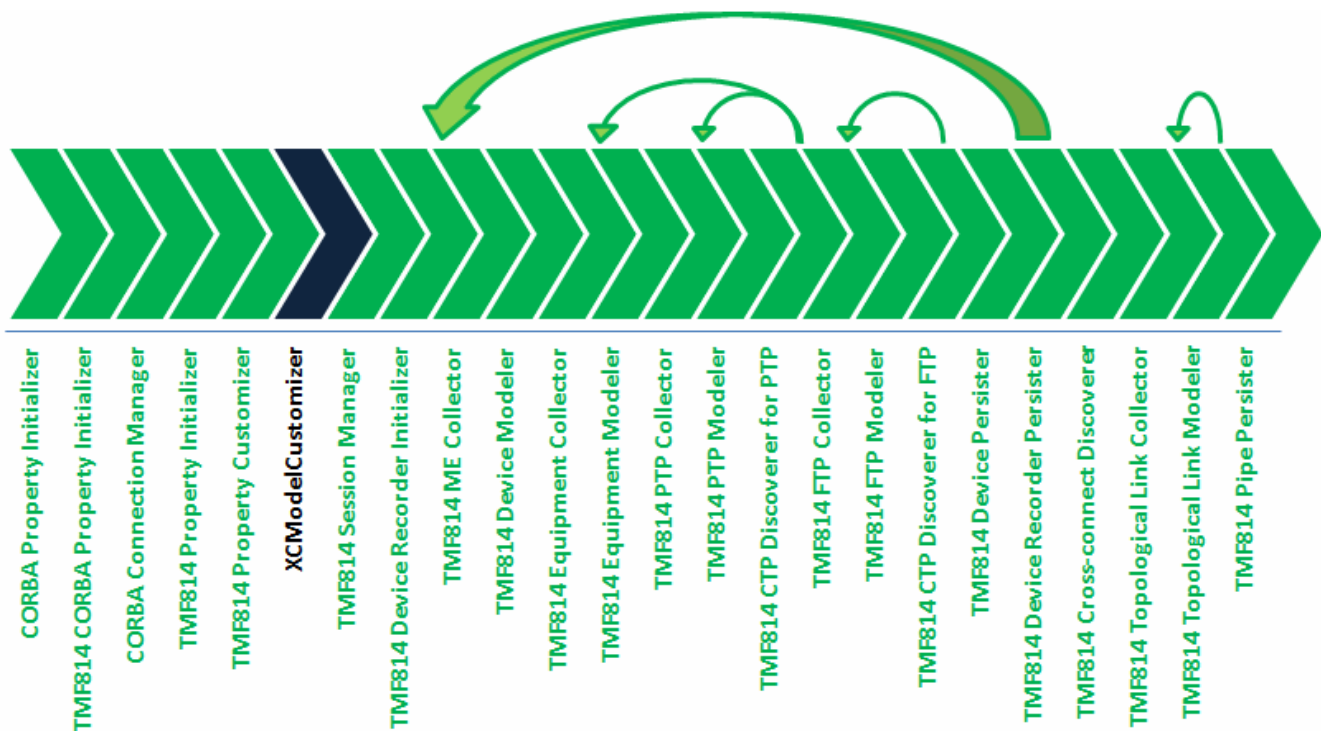 CORBA Property Initializer
TMF814 CORBA Property Initializer
CORBA Connection Manager
TMF814 Property Initializer
TMF814 Property Customizer
XCModelCustomizer
TMF814 Session Manager
TMF814 Device Recorder Initializer
TMF814 ME Collector
TMF814 Device Modeler
TMF814 Equipment Collector
TMF814 Equipment Modeler
TMF814 PTP Collector
TMF814 PTP Modeler
TMF814 CTP Discoverer for PTP
TMF814 FTP Collector
TMF814 FTP Modeler
TMF814 CTP Discoverer for FTP
TMF814 Device Persister
TMF814 Device Recorder Persister
TMF814 Cross-connect Discoverer
TMF814 Topological Link Collector
TMF814 Topological Link Modeler
TMF814 Pipe Persister